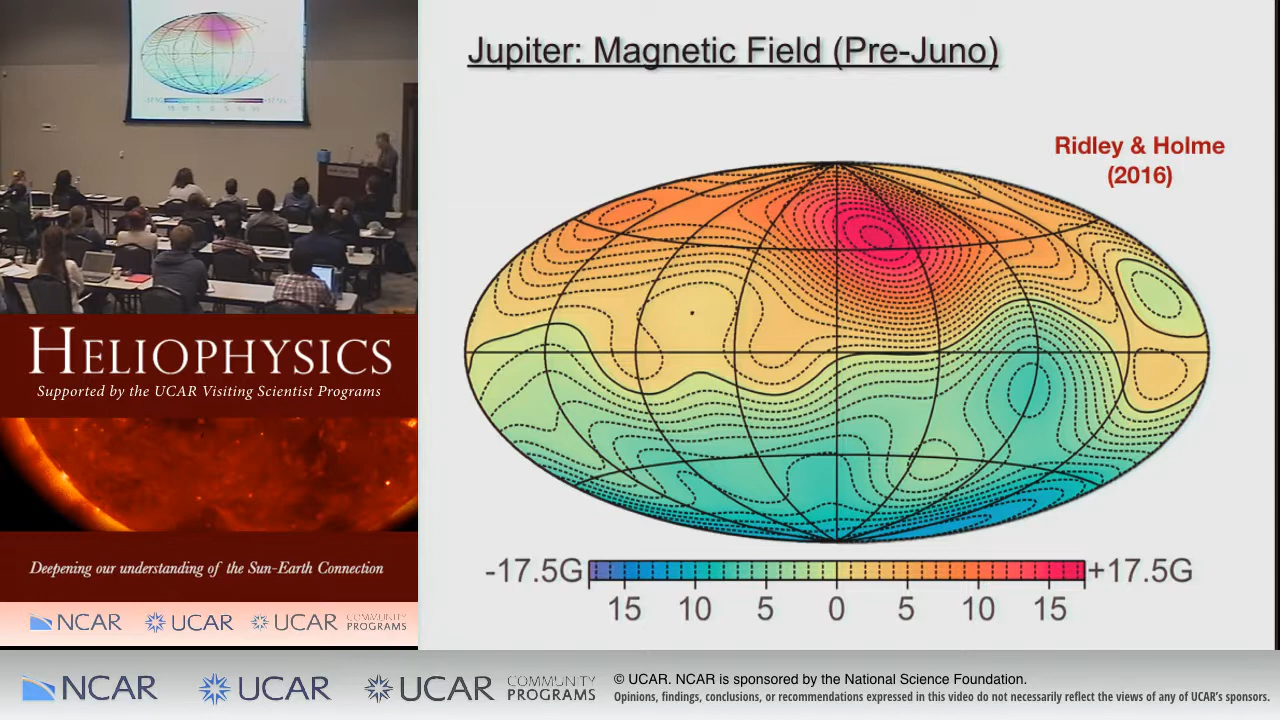 Jupiter: Magnetic Field (Pre-Juno)
Ridley & Holme
(2016)
-17.5G
+17.5G
15 10 5 0 5 10 15
HELIOPHYSICS
Supported by the UCAR Visiting Scientist Programs
Deepening our understanding of the Sun-Earth Connection
NCAR UCAR UCAR COMMUNITY PROGRAMS
NCAR UCAR UCAR COMMUNITY PROGRAMS
© UCAR. NCAR is sponsored by the National Science Foundation.
Opinions, findings, conclusions, or recommendations expressed in this video do not necessarily reflect the views of any of UCAR's sponsors.